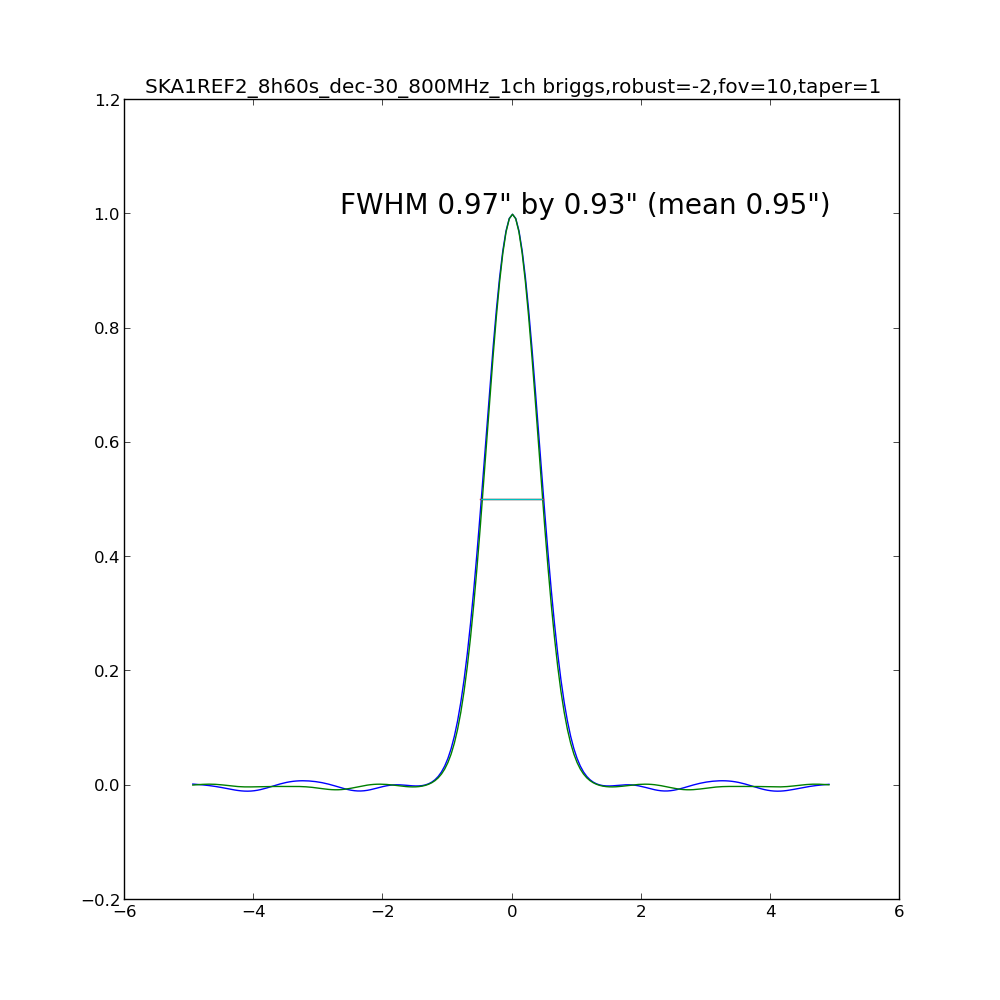 SKA1REF2_8h60s_dec-30_800MHz_1ch briggs,robust=-2,fov=10,taper=1
1.2
FWHM 0.97" by 0.93" (mean 0.95")
1.0
0.8
0.6
0.4
0.2
0.0
−0.2
−6 −4 −2 0 2 4 6